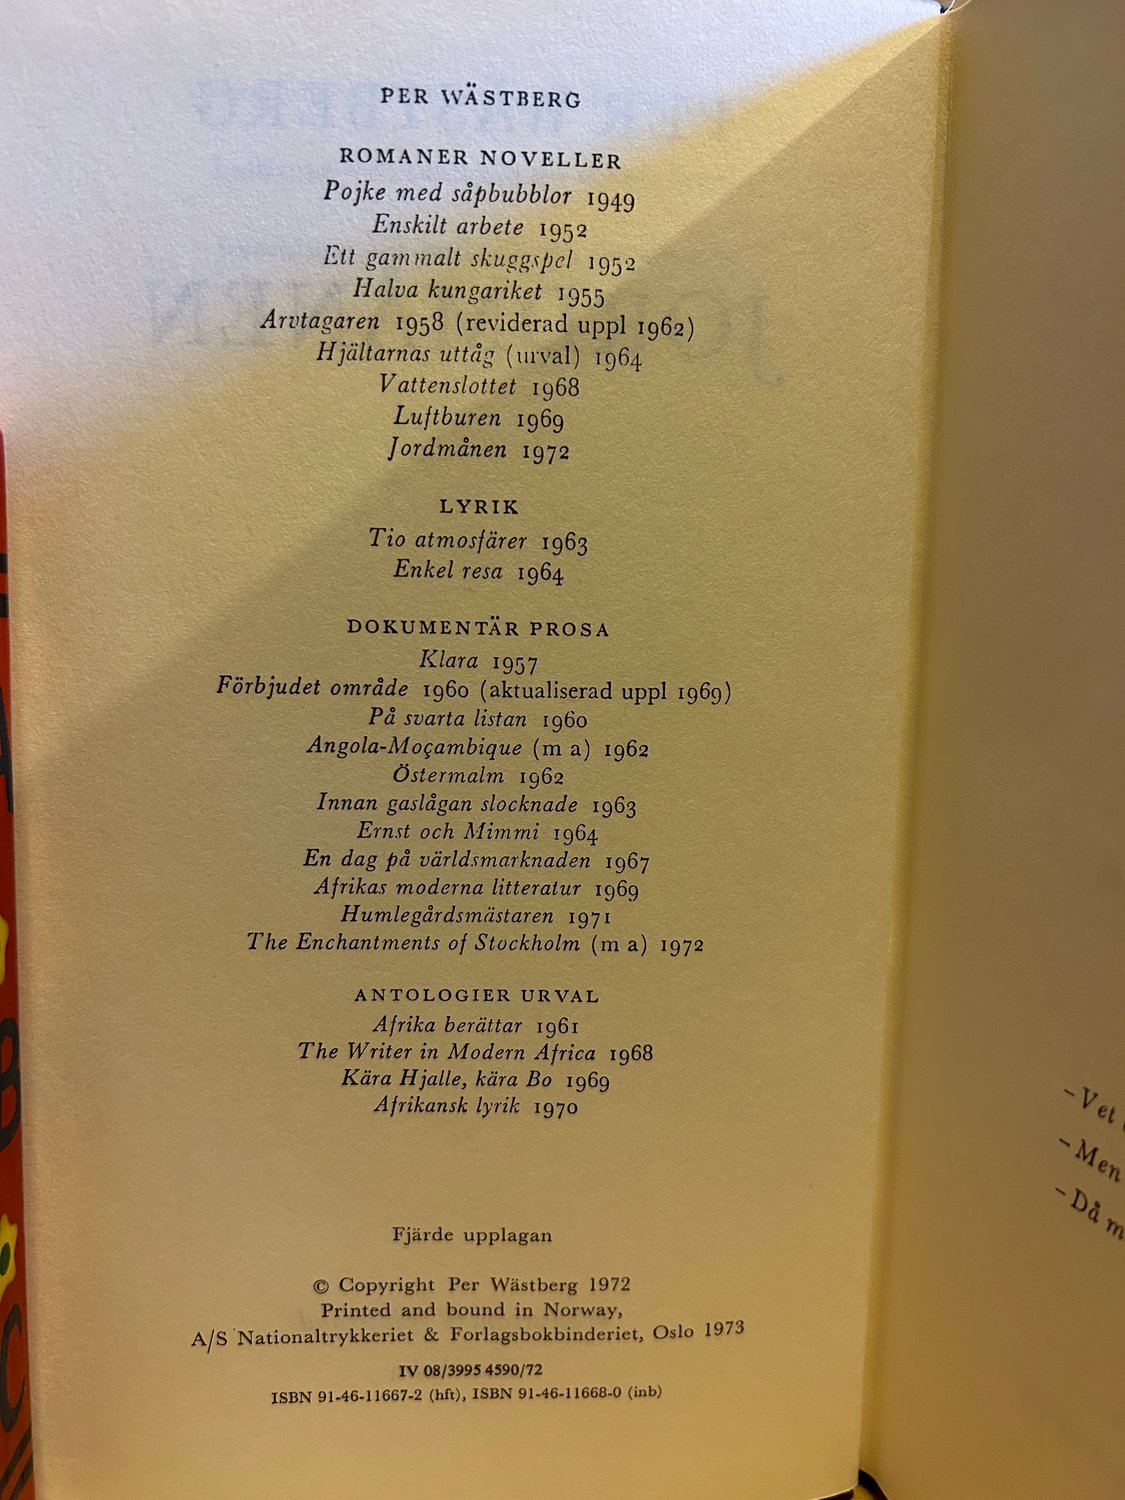 PER WÄSTBERG
ROMANER NOVELLER
Pojke med såpbubblor 1949
Enskilt arbete 1952
Ett gammalt skuggspel 1952
Halva kungariket 1955
Arvtagaren 1958 (reviderad uppl 1962)
Hjältarnas uttåg (urval) 1964
Vattenslottet 1968
Luftburen 1969
Jordmånen 1972
LYRIK
Tio atmosfärer 1963
Enkel resa 1964
DOKUMENTÄR PROSA
Klara 1957
Förbjudet område 1960 (aktualiserad uppl 1969)
På svarta listan 1960
Angola-Moçambique (m a) 1962
Östermalm 1962
Innan gaslågan slocknade 1963
Ernst och Mimmi 1964
En dag på världsmarknaden 1967
Afrikas moderna litteratur 1969
Humlegårdsmästaren 1971
The Enchantments of Stockholm (m a) 1972
ANTOLOGIER URVAL
Afrika berättar 1961
The Writer in Modern Africa 1968
Kära Hjalle, kära Bo 1969
Afrikansk lyrik 1970
Fjärde upplagan
© Copyright Per Wästberg 1972
Printed and bound in Norway,
A/S Nationaltrykkeriet & Forlagsbokbinderiet, Oslo 1973
IV 08/3995 4590/72
ISBN 91-46-11667-2 (hft), ISBN 91-46-11668-0 (inb)
– Vet
– Men
– Då
A
B
C